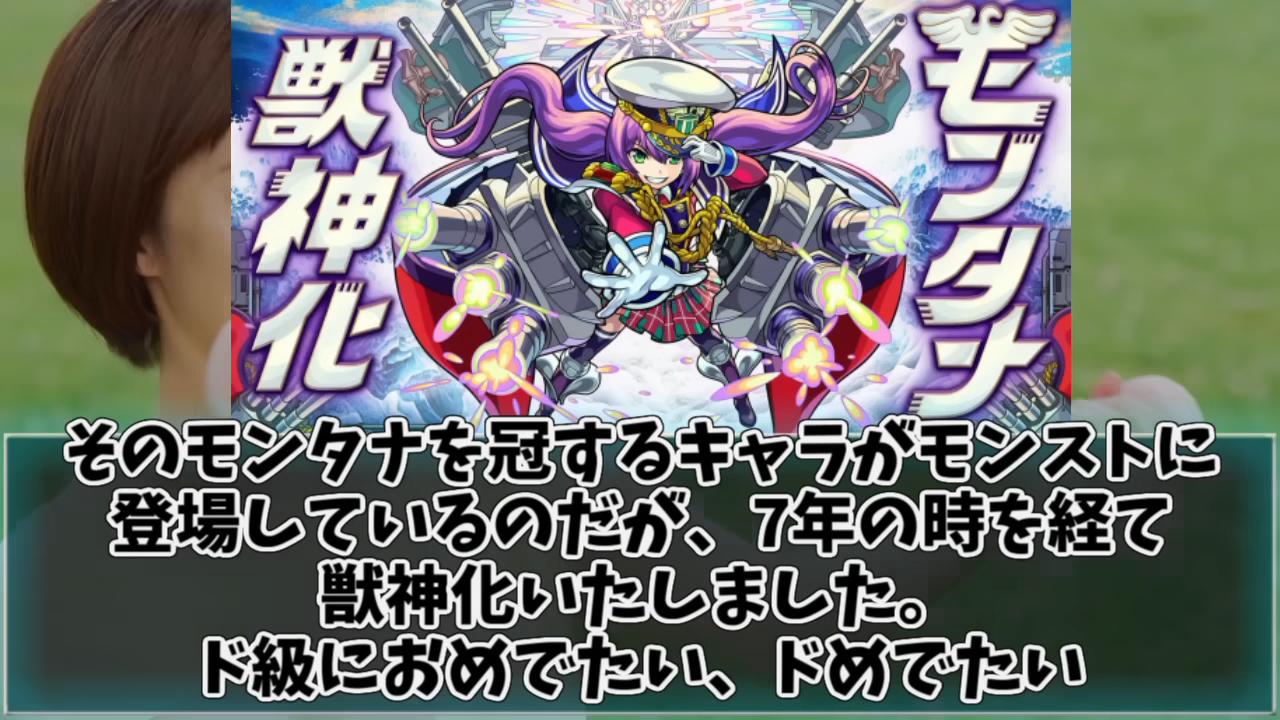 獣神化
モンタナ
そのモンタナを冠するキャラがモンストに
登場しているのだが、7年の時を経て
獣神化いたしました。
ド級におめでたい、ドめでたい